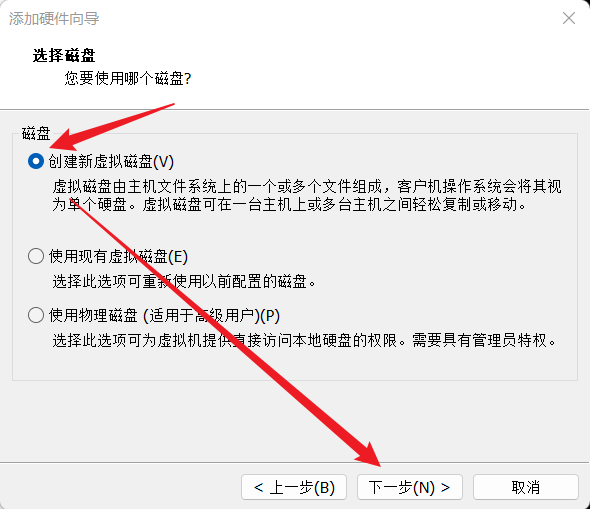 添加硬件向导
选择磁盘
您要使用哪个磁盘?
磁盘
创建新虚拟磁盘(V)
虚拟磁盘由主机文件系统上的一个或多个文件组成，客户机操作系统会将其视
为单个硬盘。虚拟磁盘可在一台主机上或多台主机之间轻松复制或移动。
使用现有虚拟磁盘(E)
选择此选项可重新使用以前配置的磁盘。
使用物理磁盘 (适用于高级用户)(P)
选择此选项可为虚拟机提供直接访问本地硬盘的权限。需要具有管理员特权。
< 上一步(B)
下一步(N) >
取消